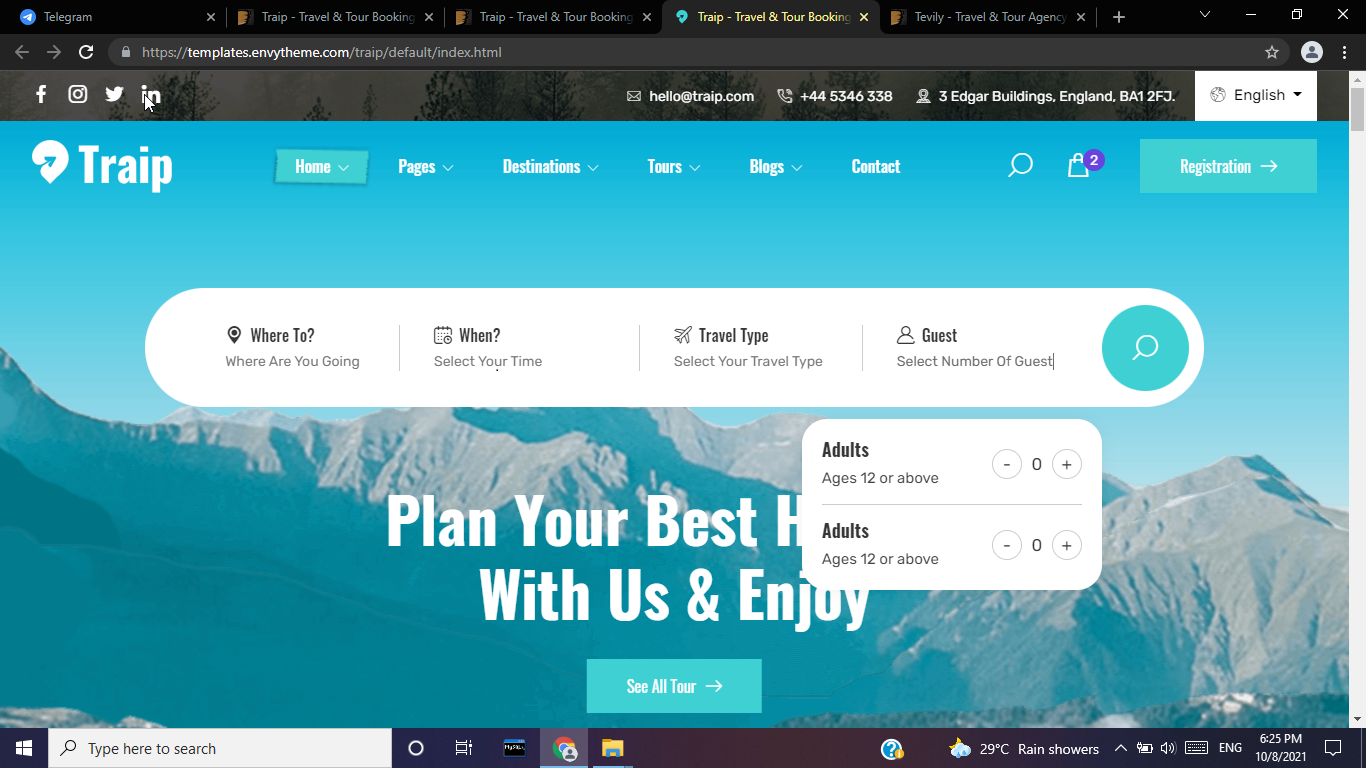 Telegram
Traip - Travel & Tour Booking
Traip - Travel & Tour Booking
Traip - Travel & Tour Booking
Tevily - Travel & Tour Agency
https://templates.envytheme.com/traip/default/index.html
hello@traip.com
+44 5346 338
3 Edgar Buildings, England, BA1 2FJ.
English
Traip
Home
Pages
Destinations
Tours
Blogs
Contact
2
Registration
Where To?
Where Are You Going
When?
Select Your Time
Travel Type
Select Your Travel Type
Guest
Select Number Of Guest
Adults
Ages 12 or above
- 0 +
Adults
Ages 12 or above
- 0 +
Plan Your Best H
With Us & Enjoy
See All Tour
Type here to search
MySQL
29°C Rain showers
ENG
6:25 PM
10/8/2021